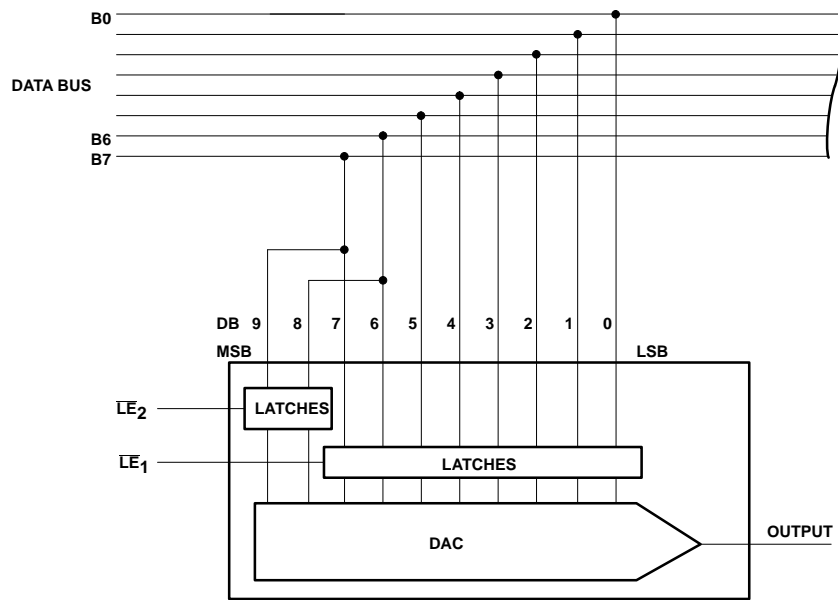 B0
DATA BUS
B6
B7
DB 9 8 7 6 5 4 3 2 1 0
MSB LSB
LE2 LATCHES
LE1 LATCHES
DAC
OUTPUT